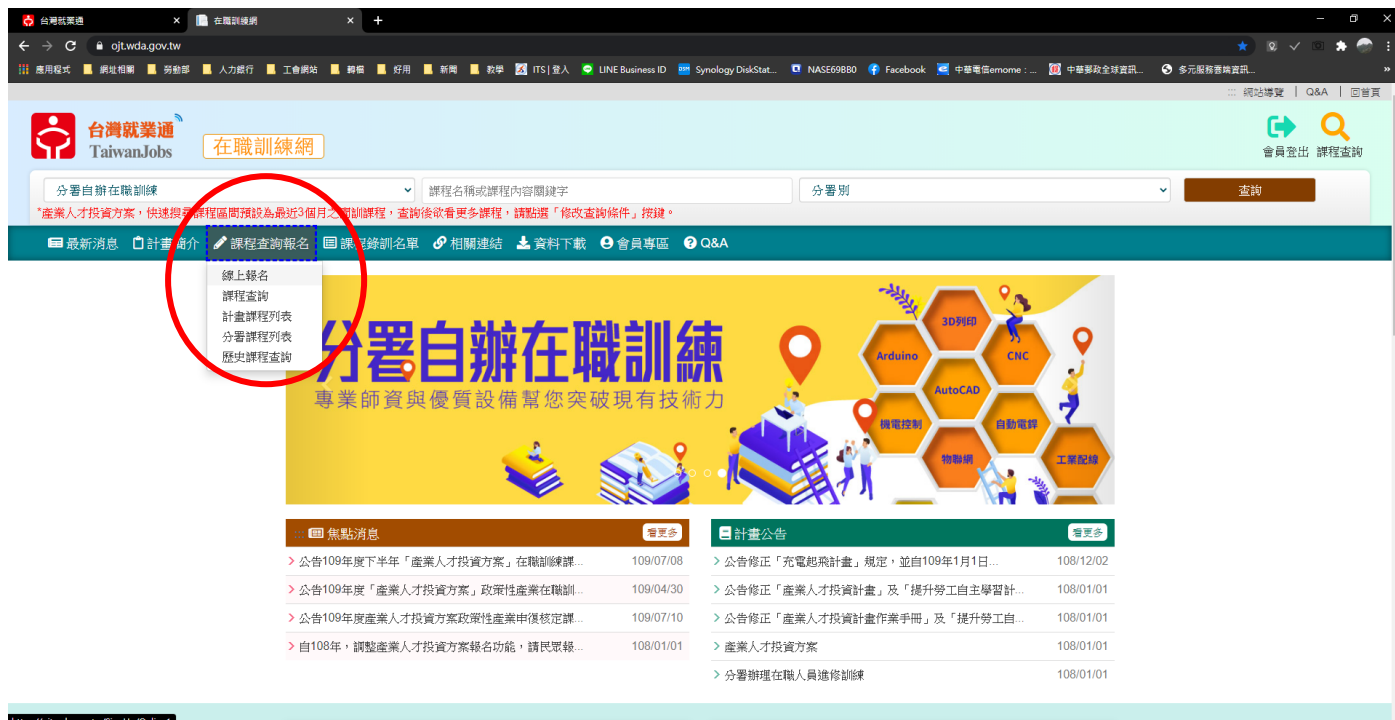 台灣就業通
在職訓練網
ojt.wda.gov.tw
應用程式 網址相關 勞動部 人力銀行 工會網站 好用 新聞 教學 ITS | 登入 LINE Business ID Synology DiskStat... NASE69BB0 Facebook 中華電信emome : ... 中華郵政全球資訊... 多元服務雲端資訊...
網站導覽 | Q&A | 回首頁
台灣就業通
TaiwanJobs
在職訓練網
會員登出 課程查詢
分署自辦在職訓練 課程名稱或課程內容關鍵字 分署別 查詢
*產業人才投資方案,快速搜尋課程區間預設為最近3個月之開訓課程,查詢後欲看更多課程,請點選「修改查詢條件」按鍵。
最新消息 計畫簡介 課程查詢報名 課程錄訓名單 相關連結 資料下載 會員專區 Q&A
線上報名
課程查詢
計畫課程列表
分署課程列表
歷史課程查詢
分署自辦在職訓練
專業師資與優質設備幫您突破現有技術力
3D列印
Arduino
CNC
AutoCAD
機電控制
自動電銲
物聯網
工業配線
焦點消息 看更多
公告109年度下半年「產業人才投資方案」在職訓練課... 109/07/08
公告109年度「產業人才投資方案」政策性產業在職訓... 109/04/30
公告109年度產業人才投資方案政策性產業申復核定課... 109/07/10
自108年,調整產業人才投資方案報名功能,請民眾報... 108/01/01
計畫公告 看更多
公告修正「充電起飛計畫」規定,並自109年1月1日... 108/12/02
公告修正「產業人才投資計畫」及「提升勞工自主學習計... 108/01/01
公告修正「產業人才投資計畫作業手冊」及「提升勞工自... 108/01/01
產業人才投資方案 108/01/01
分署辦理在職人員進修訓練 108/01/01